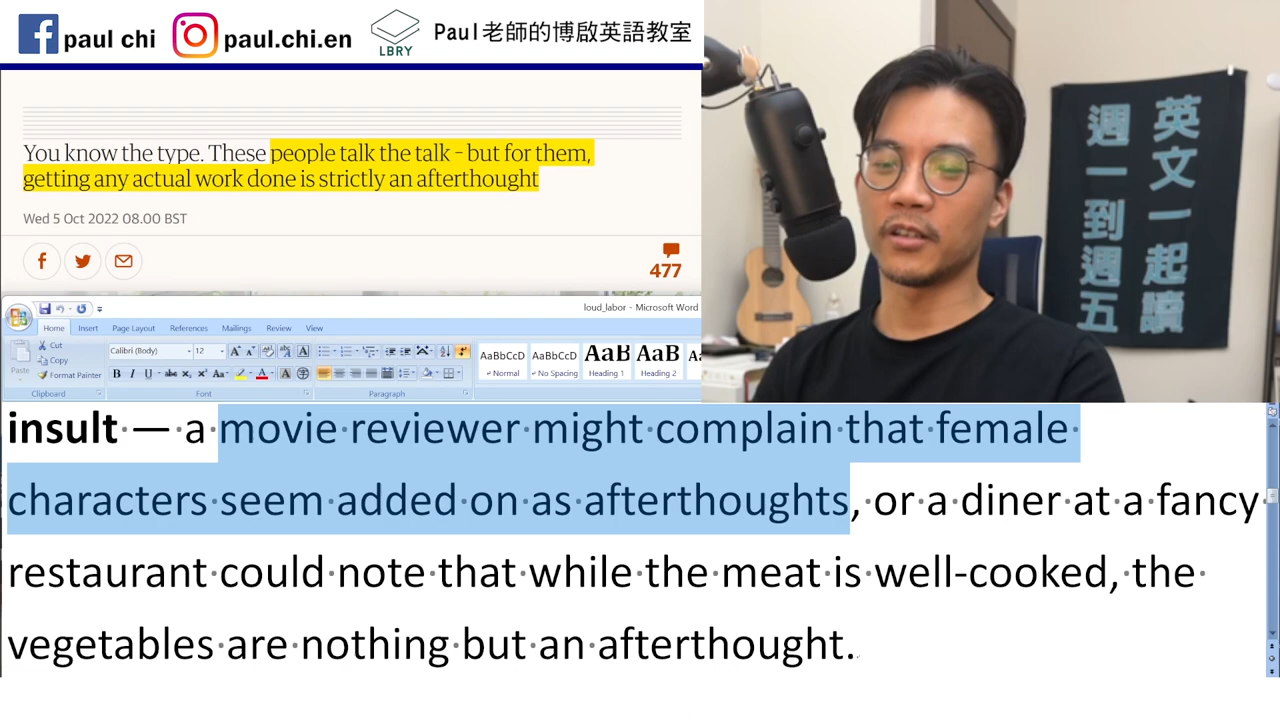 paul chi
paul.chi.en
LBRY
Paul老師的博啟英語教室
You know the type. These people talk the talk – but for them,
getting any actual work done is strictly an afterthought
Wed 5 Oct 2022 08.00 BST
477
loud_labor - Microsoft Word
Home Insert Page Layout References Mailings Review View
Paste
Cut
Copy
Format Painter
Calibri (Body) 12
B I U abc x₂ x² Aa
AaBbCcD AaBbCcD AaB AaB
Normal No Spacing Heading 1 Heading 2
Clipboard Font Paragraph
insult — a movie reviewer might complain that female
characters seem added on as afterthoughts, or a diner at a fancy
restaurant could note that while the meat is well-cooked, the
vegetables are nothing but an afterthought.
英文一起讀
週一到週五